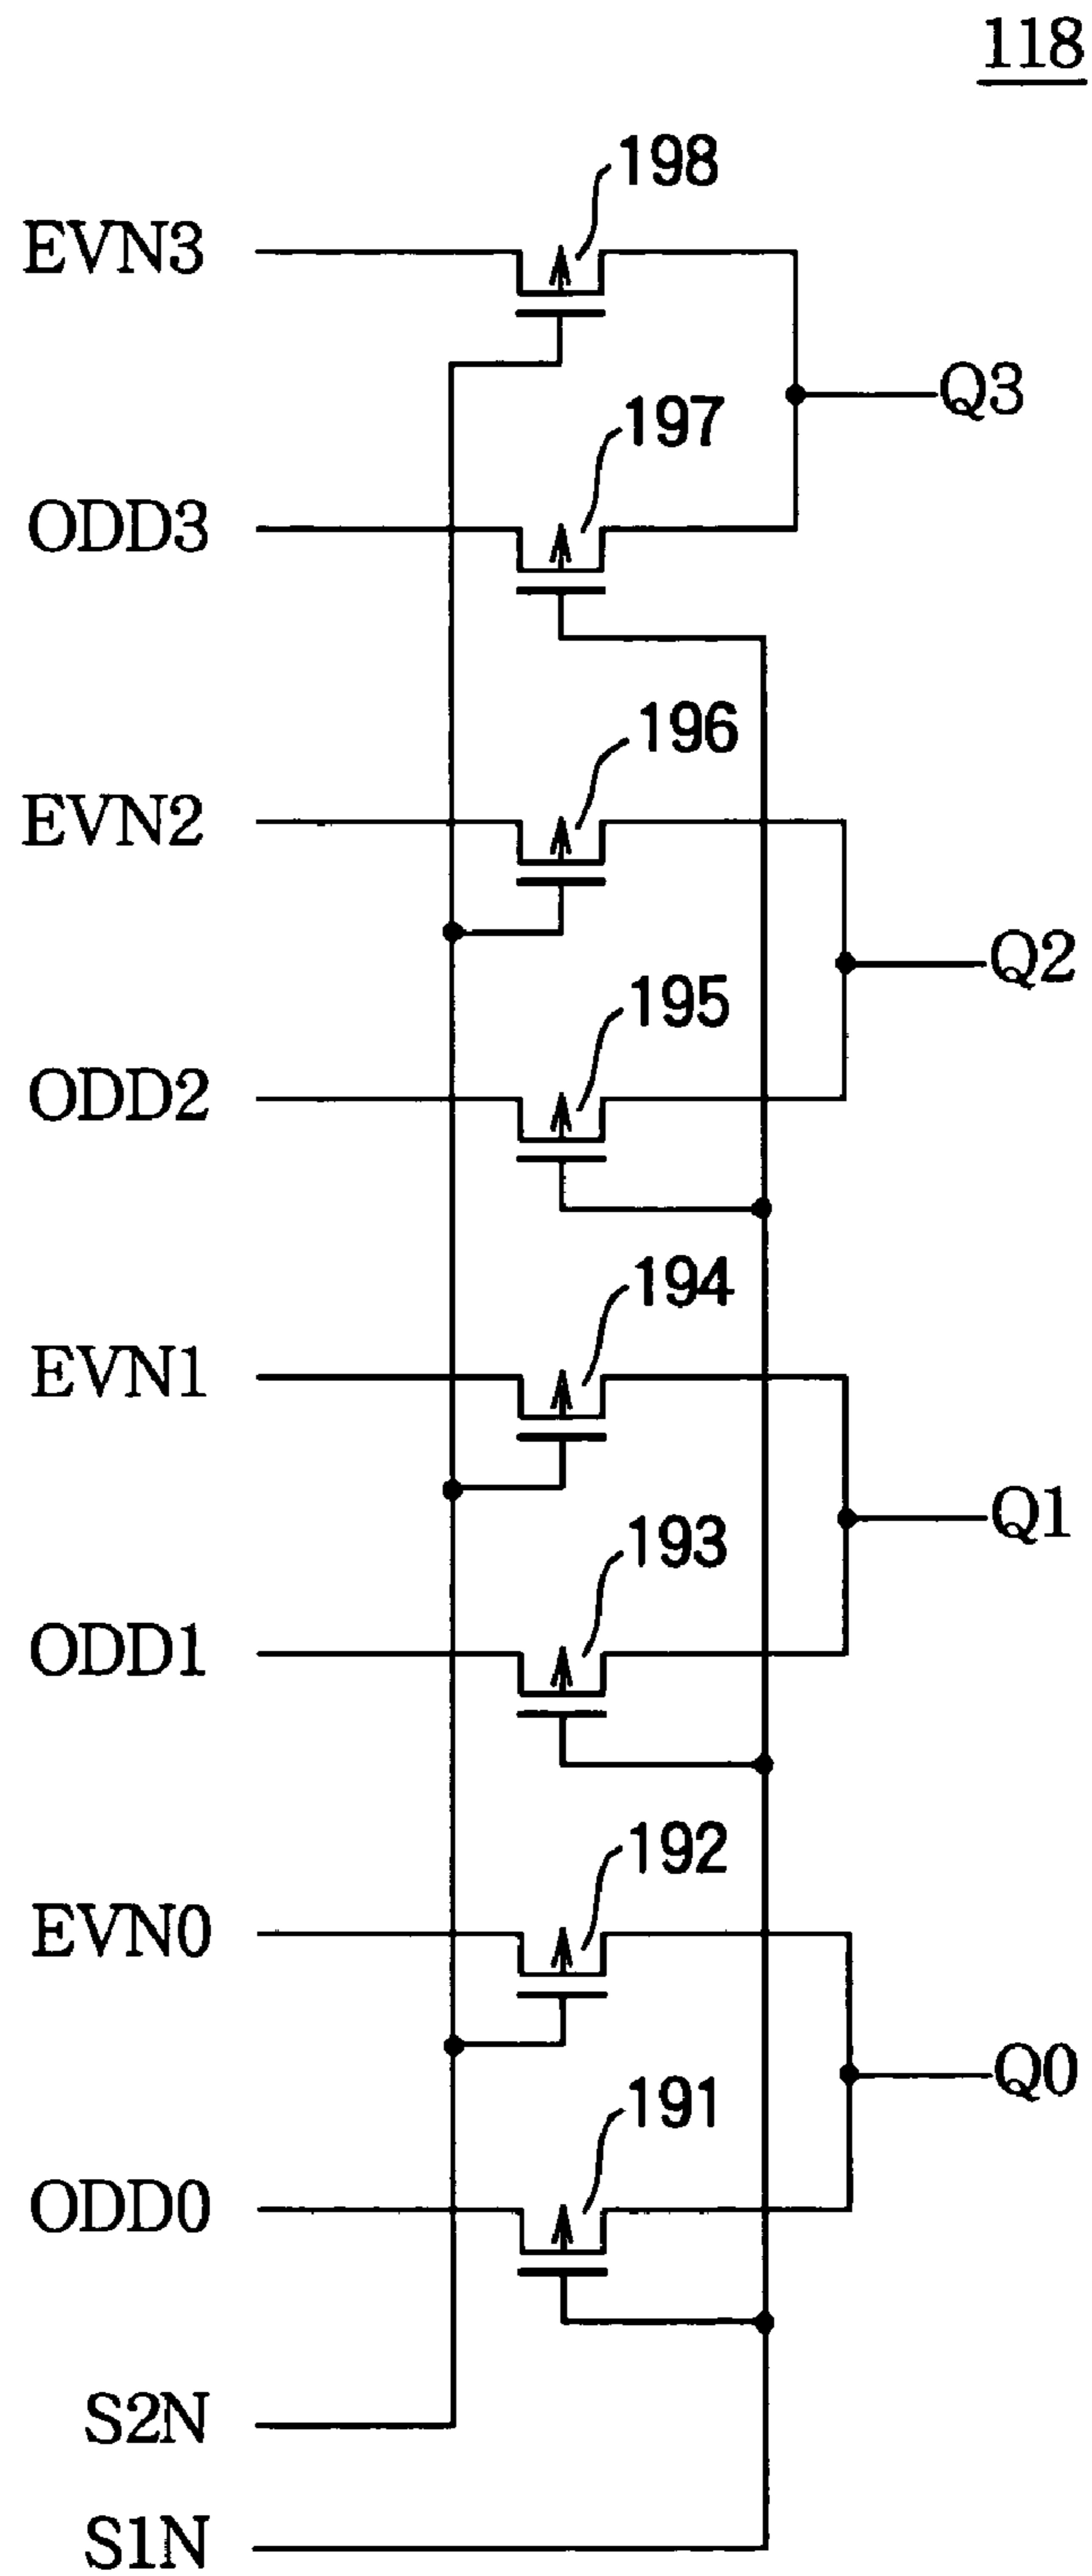 118
198
EVN3
Q3
197
ODD3
196
EVN2
Q2
195
ODD2
194
EVN1
Q1
193
ODD1
192
EVN0
Q0
191
ODD0
S2N
S1N